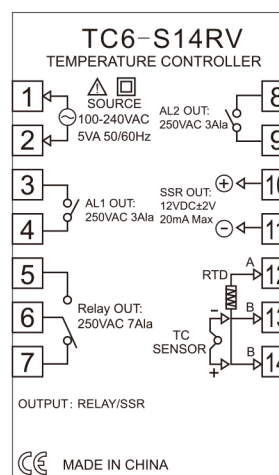 TC6-S14RV
TEMPERATURE CONTROLLER
1
SOURCE
100-240VAC
5VA 50/60Hz
2
AL2 OUT:
250VAC 3Ala
8
9
3
AL1 OUT:
250VAC 3Ala
4
SSR OUT:
12VDC±2V
20mA Max
+
10
−
11
5
Relay OUT:
250VAC 7Ala
6
7
RTD
A
12
−
B
13
TC
SENSOR
+
B
14
OUTPUT: RELAY/SSR
CE MADE IN CHINA